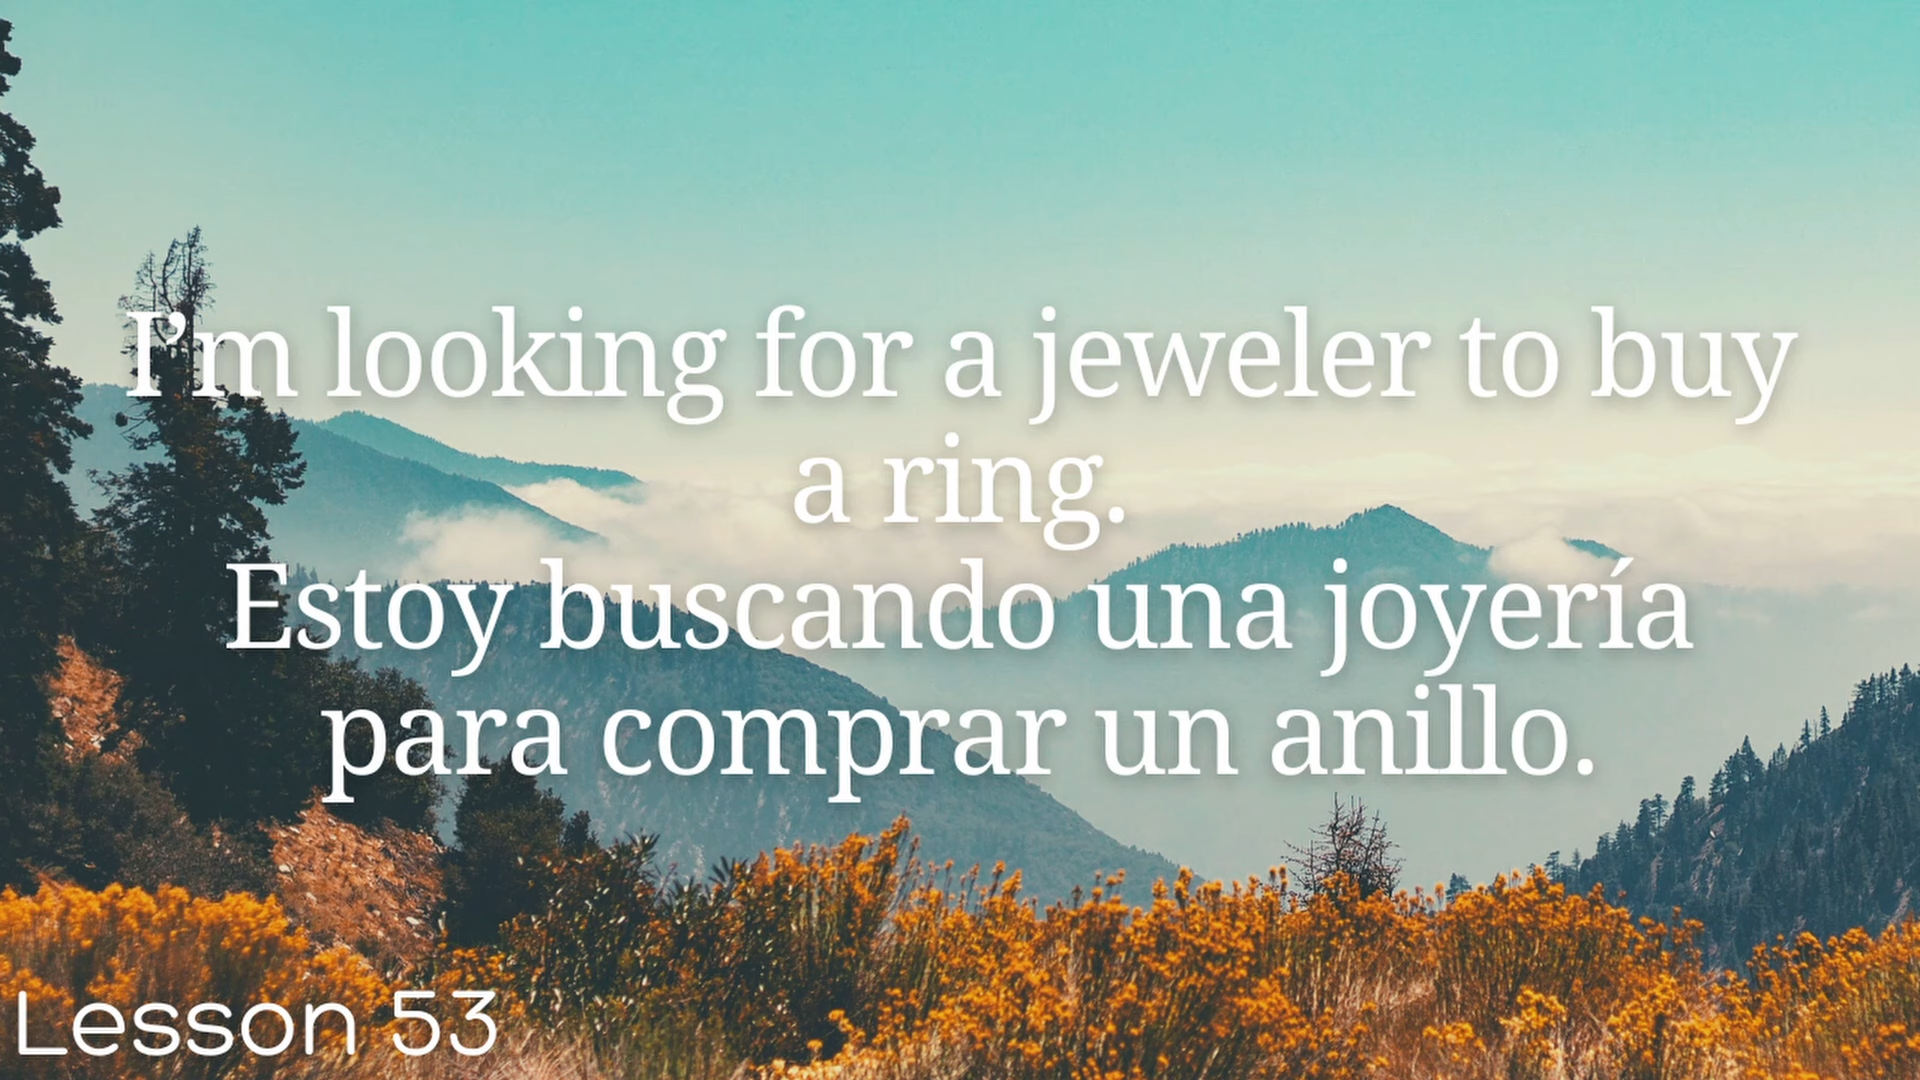 I’m looking for a jeweler to buy
a ring.
Estoy buscando una joyería
para comprar un anillo.
Lesson 53